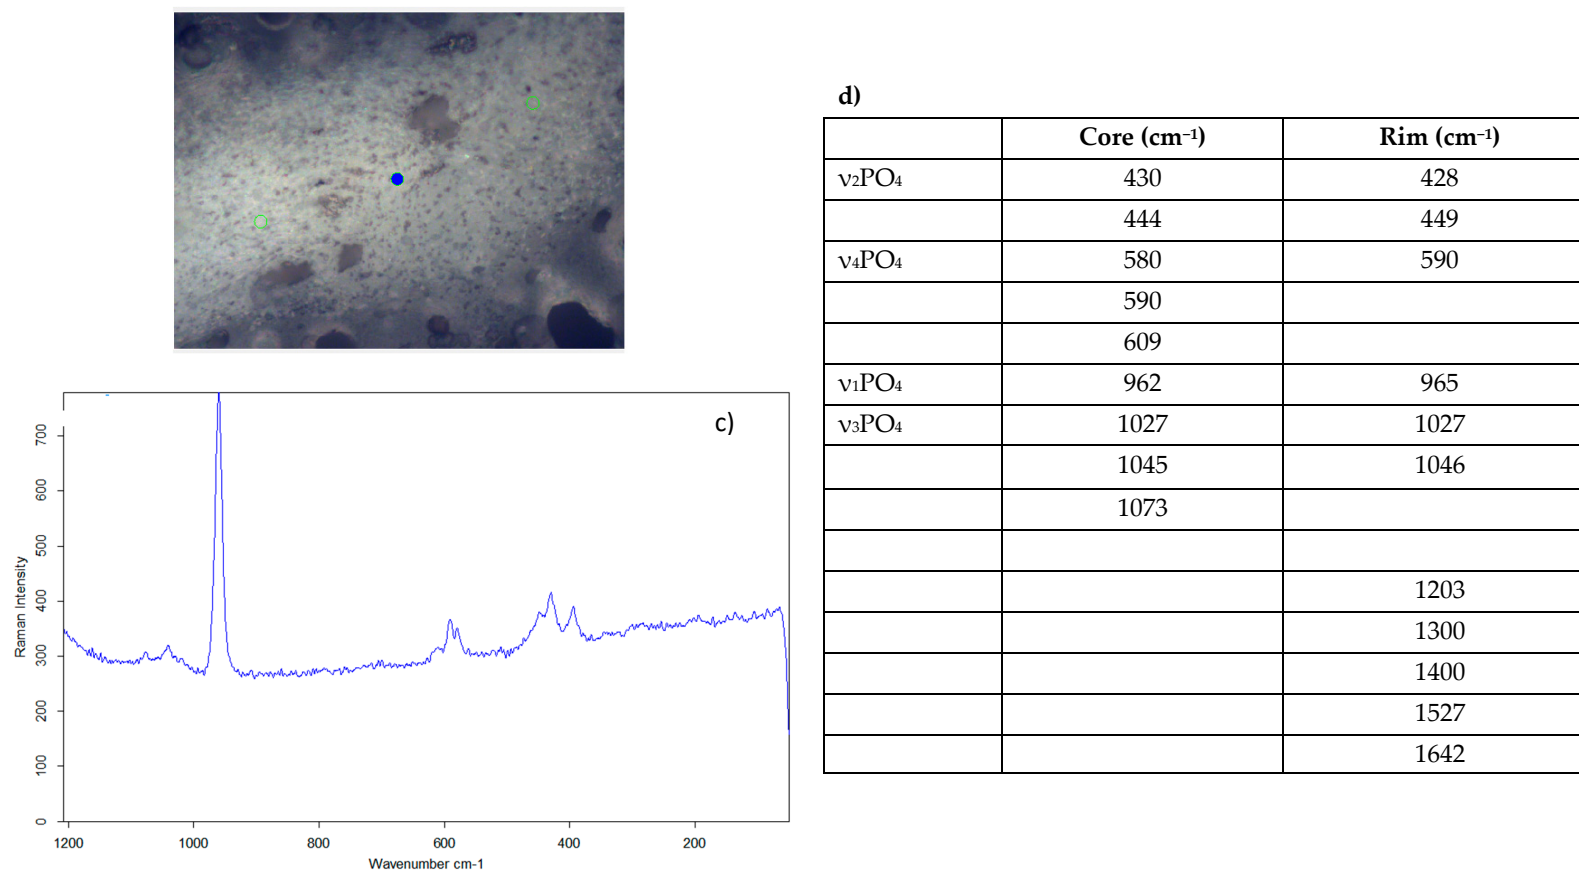 c)
700
600
500
400
300
200
100
0
Raman Intensity
1200 1000 800 600 400 200
Wavenumber cm-1
d)
Core (cm⁻¹) Rim (cm⁻¹)
ν₂PO₄ 430 428
444 449
ν₄PO₄ 580 590
590
609
ν₁PO₄ 962 965
ν₃PO₄ 1027 1027
1045 1046
1073
1203
1300
1400
1527
1642